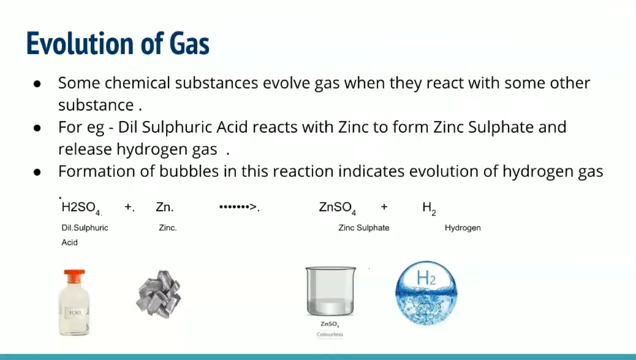 Evolution of Gas
● Some chemical substances evolve gas when they react with some other
substance .
● For eg - Dil Sulphuric Acid reacts with Zinc to form Zinc Sulphate and
release hydrogen gas .
● Formation of bubbles in this reaction indicates evolution of hydrogen gas
.
H2SO4. +. Zn. •••••••>. ZnSO4 + H2
Dil.Sulphuric Zinc. Zinc Sulphate Hydrogen
Acid
H2
ZnSO4
Colourless